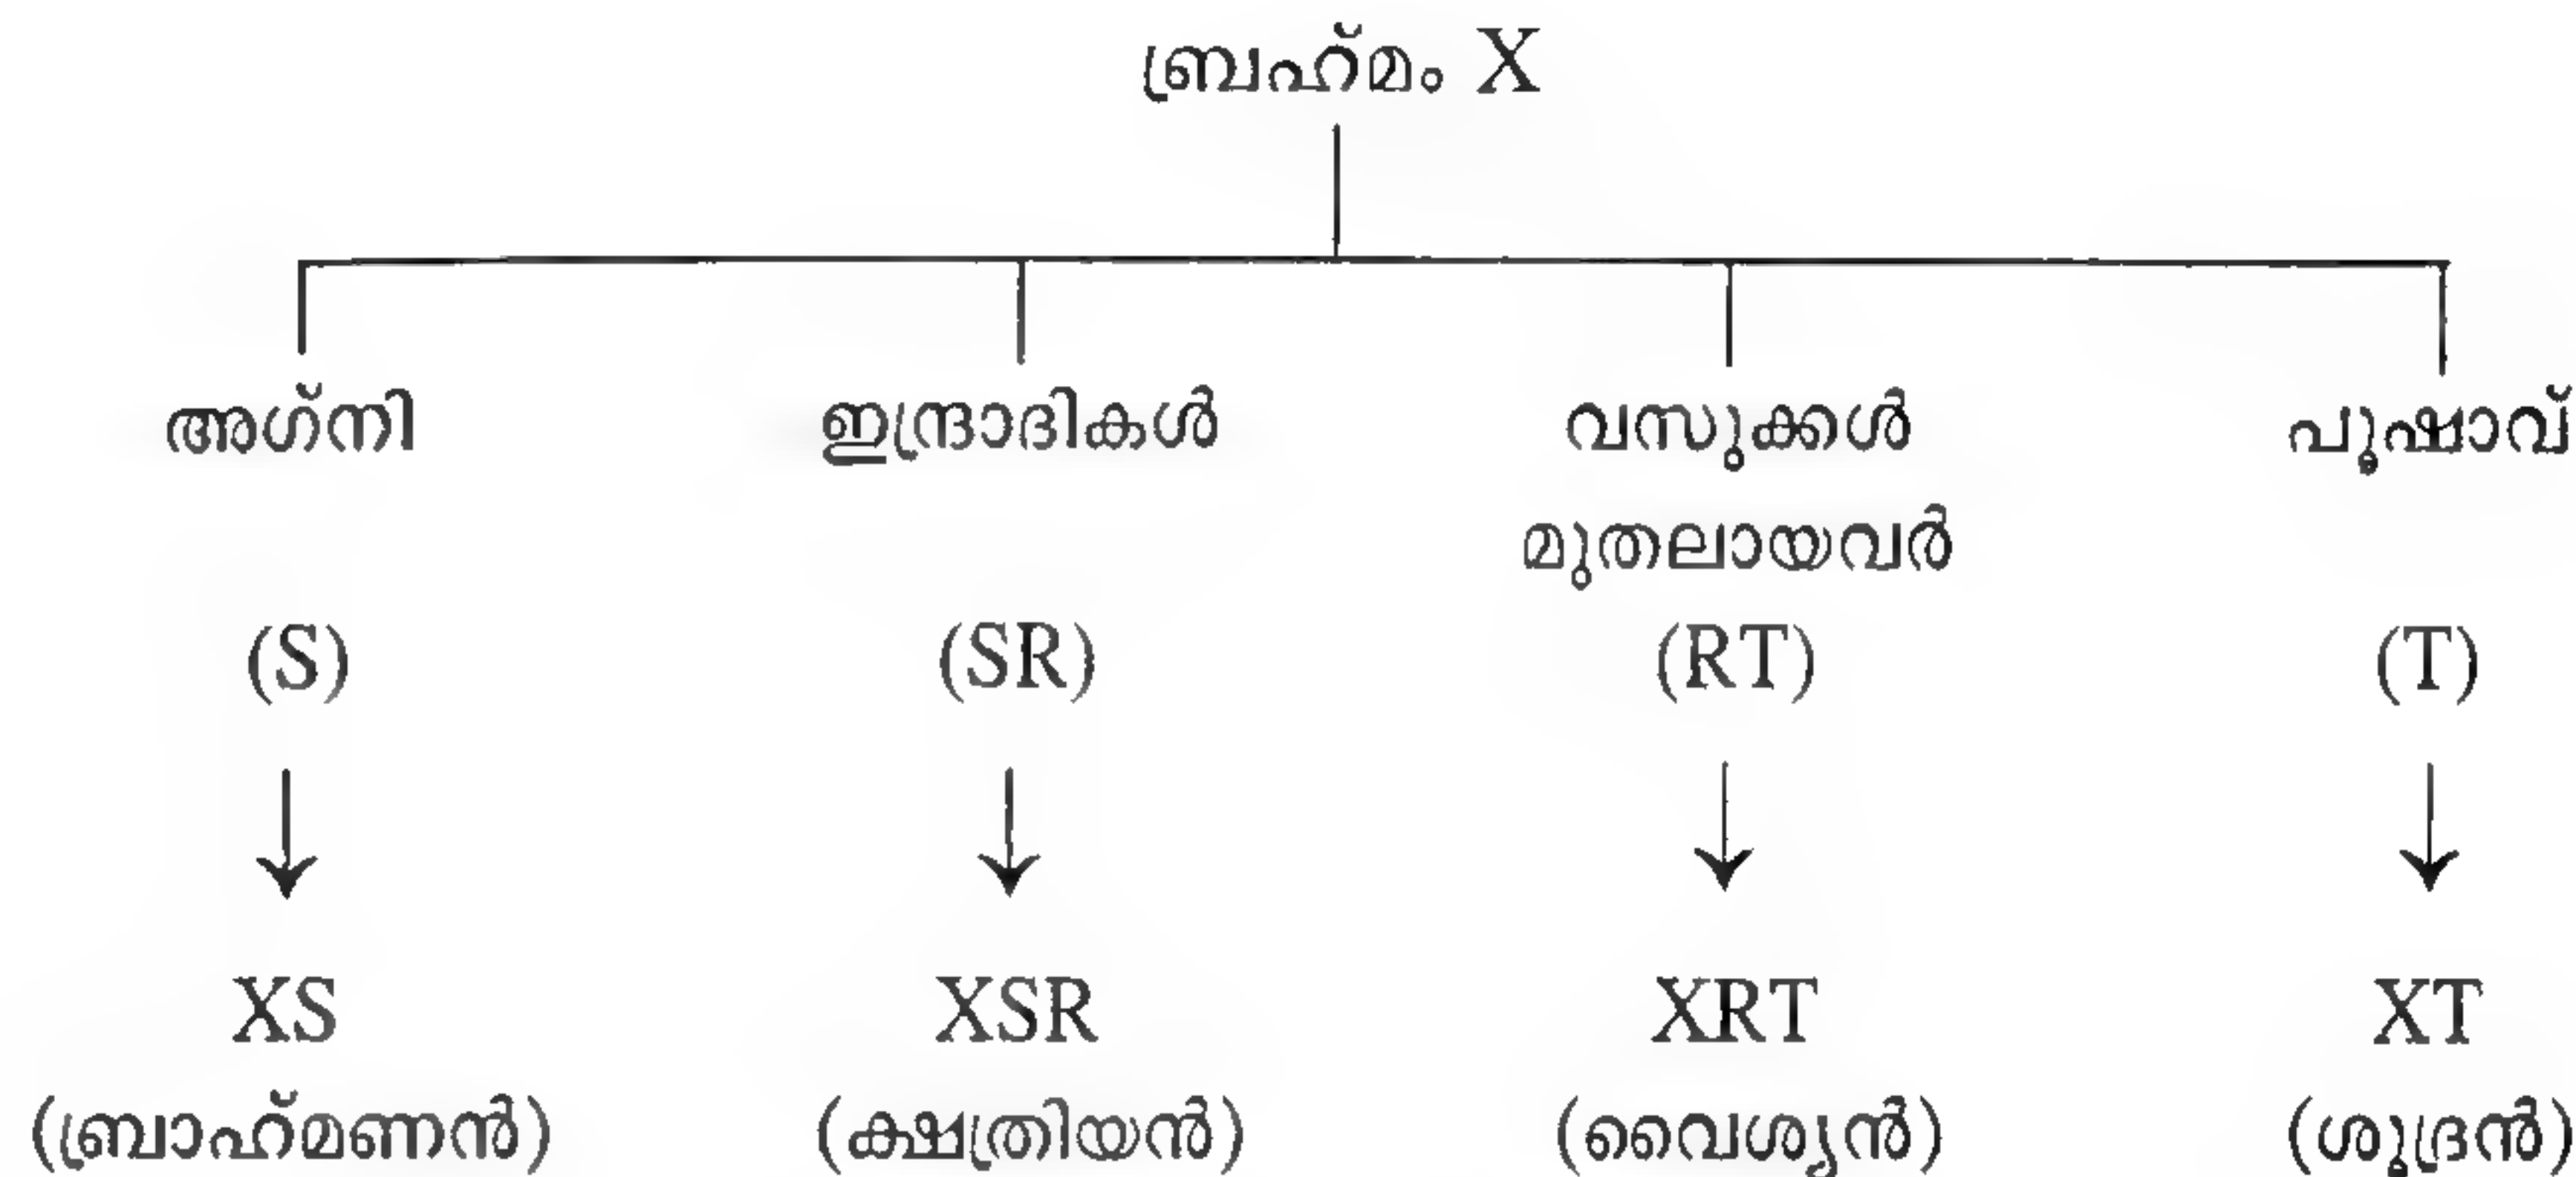 ബ്രഹ്‌മം X
അഗ്‌നി ഇന്ദ്രാദികൾ വസുക്കൾ പൂഷാവ്
മുതലായവർ
(S) (SR) (RT) (T)
XS XSR XRT XT
(ബ്രാഹ്‌മണൻ) (ക്ഷത്രിയൻ) (വൈശ്യൻ) (ശൂദ്രൻ)